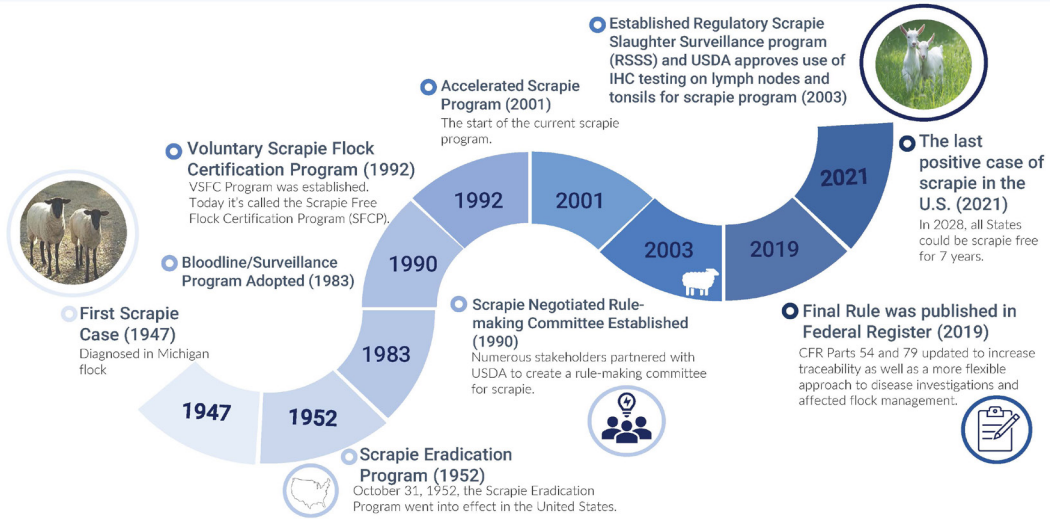 First Scrapie
Case (1947)
Diagnosed in Michigan
flock
1947
Scrapie Eradication
Program (1952)
October 31, 1952, the Scrapie Eradication
Program went into effect in the United States.
1952
Bloodline/Surveillance
Program Adopted (1983)
1983
Scrapie Negotiated Rule-
making Committee Established
(1990)
Numerous stakeholders partnered with
USDA to create a rule-making committee
for scrapie.
1990
Voluntary Scrapie Flock
Certification Program (1992)
VSFC Program was established.
Today it's called the Scrapie Free
Flock Certification Program (SFCP).
1992
Accelerated Scrapie
Program (2001)
The start of the current scrapie
program.
2001
Established Regulatory Scrapie
Slaughter Surveillance program
(RSSS) and USDA approves use of
IHC testing on lymph nodes and
tonsils for scrapie program (2003)
2003
Final Rule was published in
Federal Register (2019)
CFR Parts 54 and 79 updated to increase
traceability as well as a more flexible
approach to disease investigations and
affected flock management.
2019
The last
positive case of
scrapie in the
U.S. (2021)
In 2028, all States
could be scrapie free
for 7 years.
2021